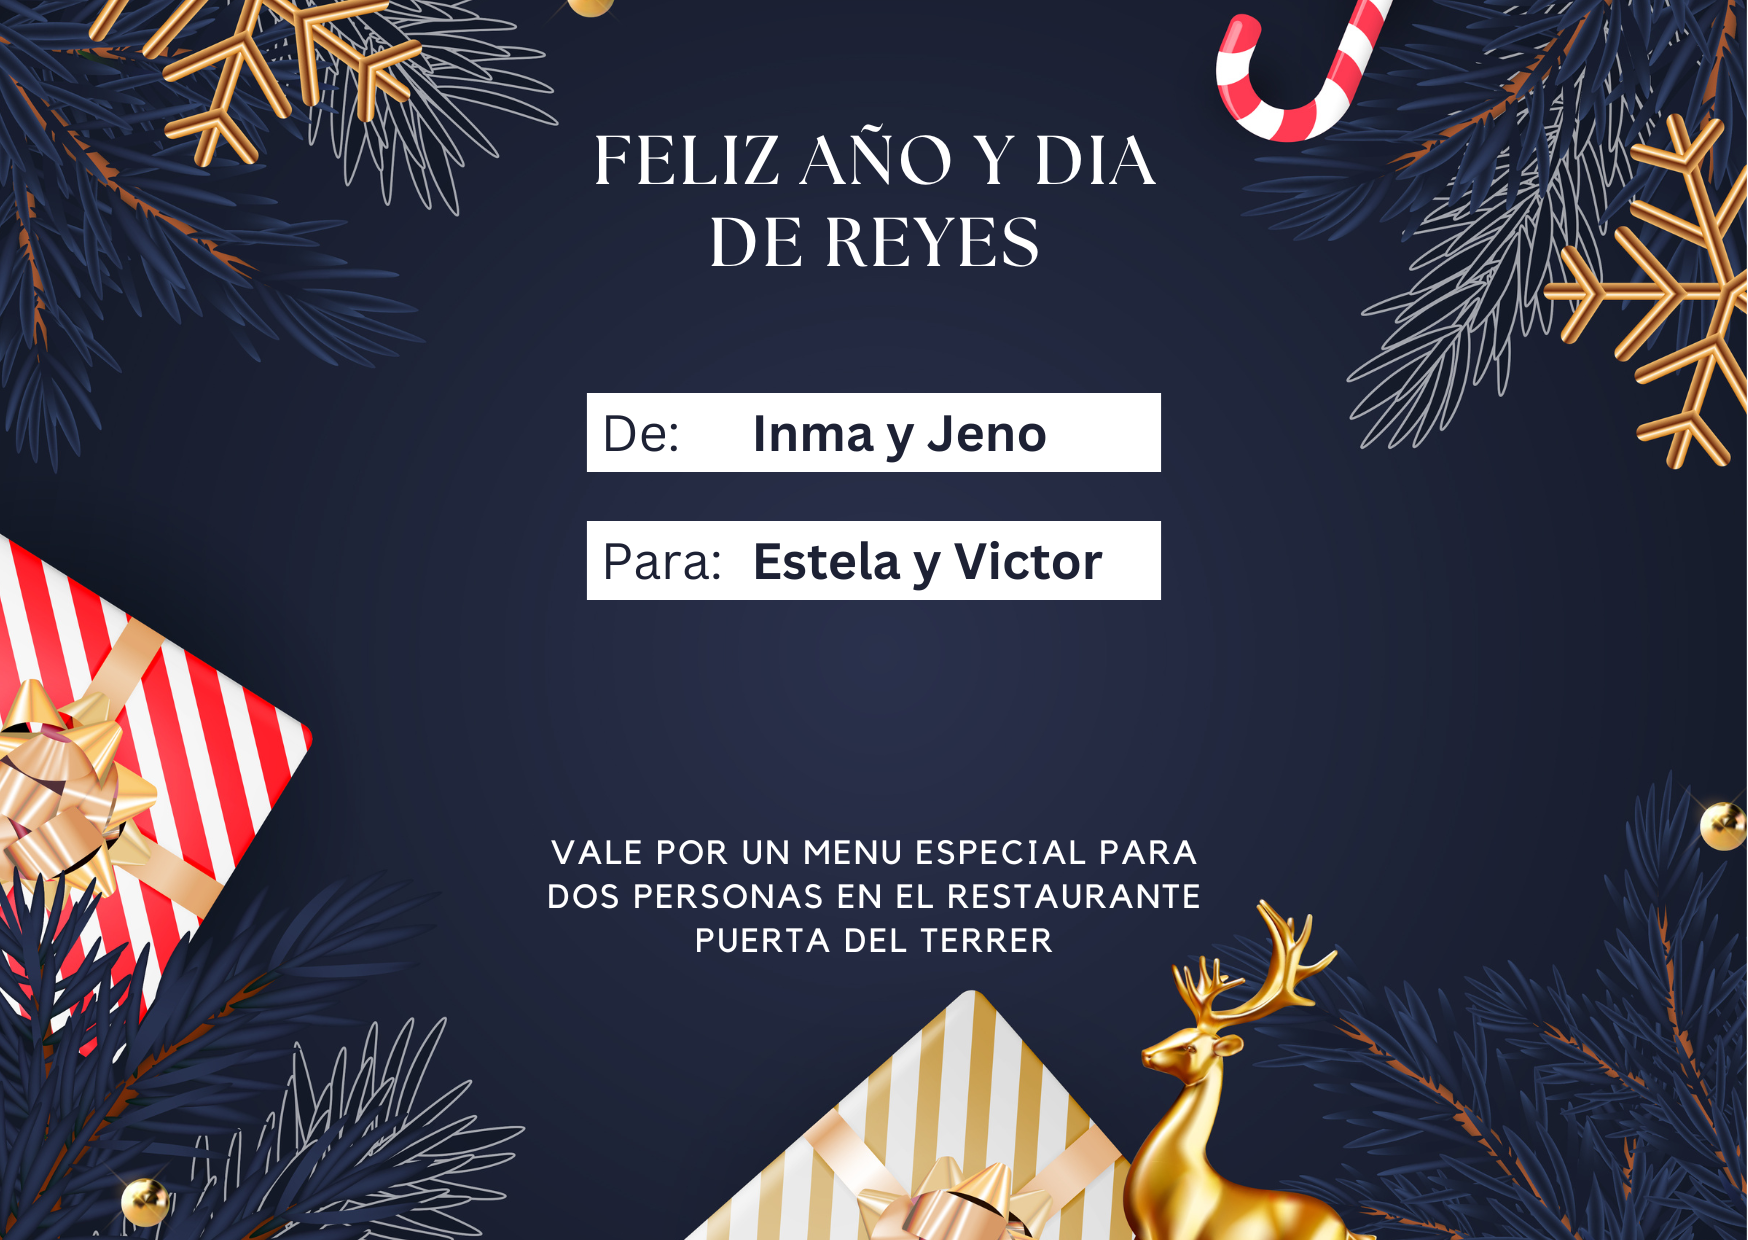 FELIZ AÑO Y DIA
DE REYES
De: Inma y Jeno
Para: Estela y Victor
VALE POR UN MENU ESPECIAL PARA
DOS PERSONAS EN EL RESTAURANTE
PUERTA DEL TERRER